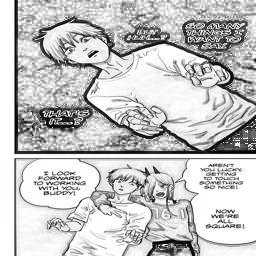 SO MANY
THINGS I
WANT TO
SAY.
THAT'S
IT...?
I LOOK
FORWARD
TO WORKING
WITH YOU,
BUDDY!
AREN'T
YOU LUCKY,
GETTING
TO TOUCH
SOMETHING
SO NICE!
NOW
WE'RE
ALL
SQUARE!
16